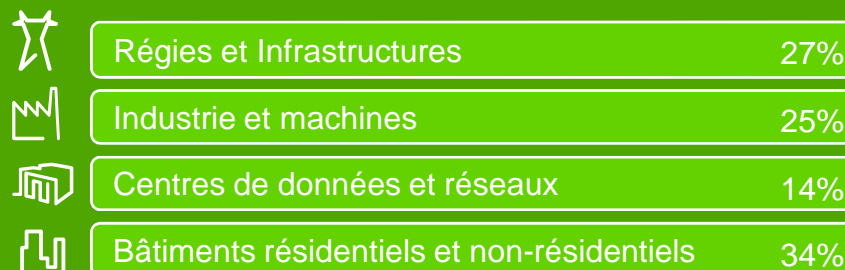 Régies et Infrastructures 27%
Industrie et machines 25%
Centres de données et réseaux 14%
Bâtiments résidentiels et non-résidentiels 34%